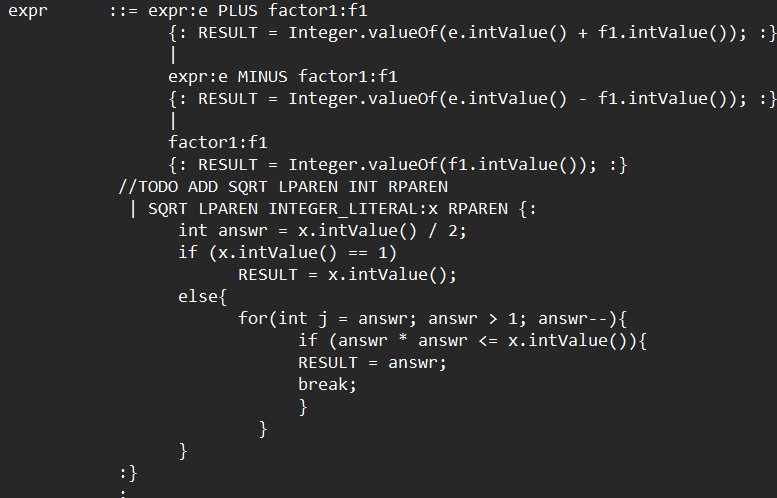 expr      ::= expr:e PLUS factor1:f1
                {: RESULT = Integer.valueOf(e.intValue() + f1.intValue()); :}
                |
                expr:e MINUS factor1:f1
                {: RESULT = Integer.valueOf(e.intValue() - f1.intValue()); :}
                |
                factor1:f1
                {: RESULT = Integer.valueOf(f1.intValue()); :}
           //TODO ADD SQRT LPAREN INT RPAREN
            | SQRT LPAREN INTEGER_LITERAL:x RPAREN {:
                 int answr = x.intValue() / 2;
                 if (x.intValue() == 1)
                       RESULT = x.intValue();
                 else{
                       for(int j = answr; answr > 1; answr--){
                             if (answr * answr <= x.intValue()){
                             RESULT = answr;
                             break;
                             }
                         }
                 }
           :}
           ;